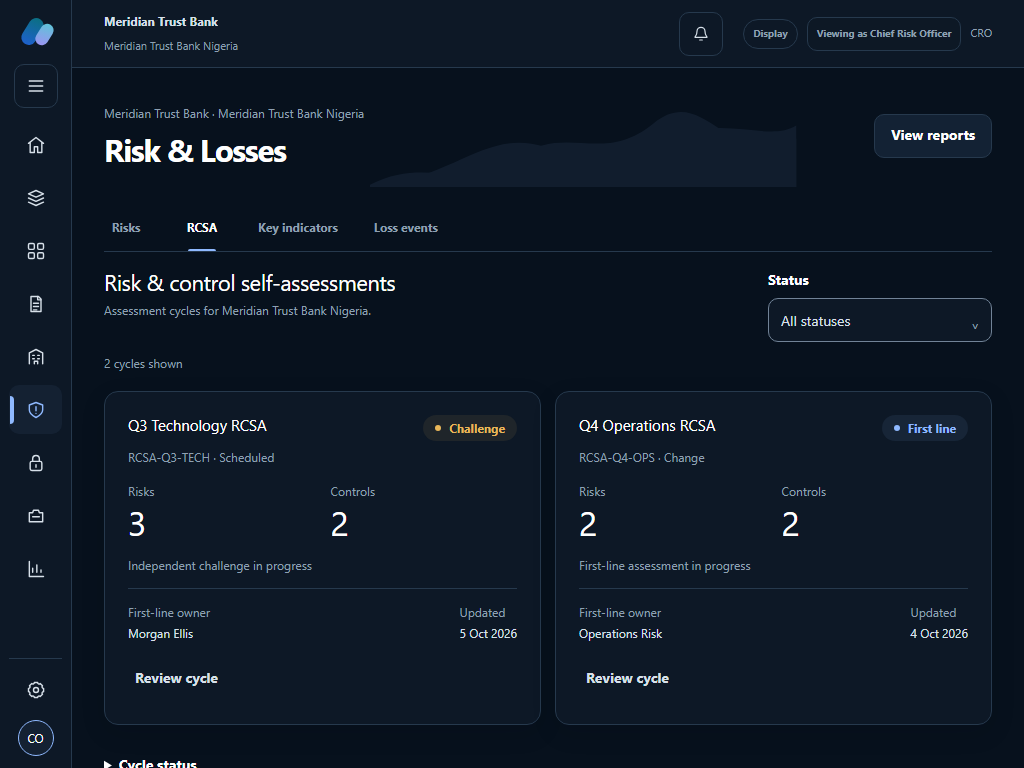 Meridian Trust Bank
Meridian Trust Bank Nigeria
Display
Viewing as Chief Risk Officer
CRO
Meridian Trust Bank · Meridian Trust Bank Nigeria
Risk & Losses
View reports
Risks
RCSA
Key indicators
Loss events
Risk & control self-assessments
Assessment cycles for Meridian Trust Bank Nigeria.
Status
All statuses
2 cycles shown
Q3 Technology RCSA
Challenge
RCSA-Q3-TECH · Scheduled
Risks
Controls
3
2
Independent challenge in progress
First-line owner
Updated
Morgan Ellis
5 Oct 2026
Review cycle
Q4 Operations RCSA
First line
RCSA-Q4-OPS · Change
Risks
Controls
2
2
First-line assessment in progress
First-line owner
Updated
Operations Risk
4 Oct 2026
Review cycle
CO
Cycle status